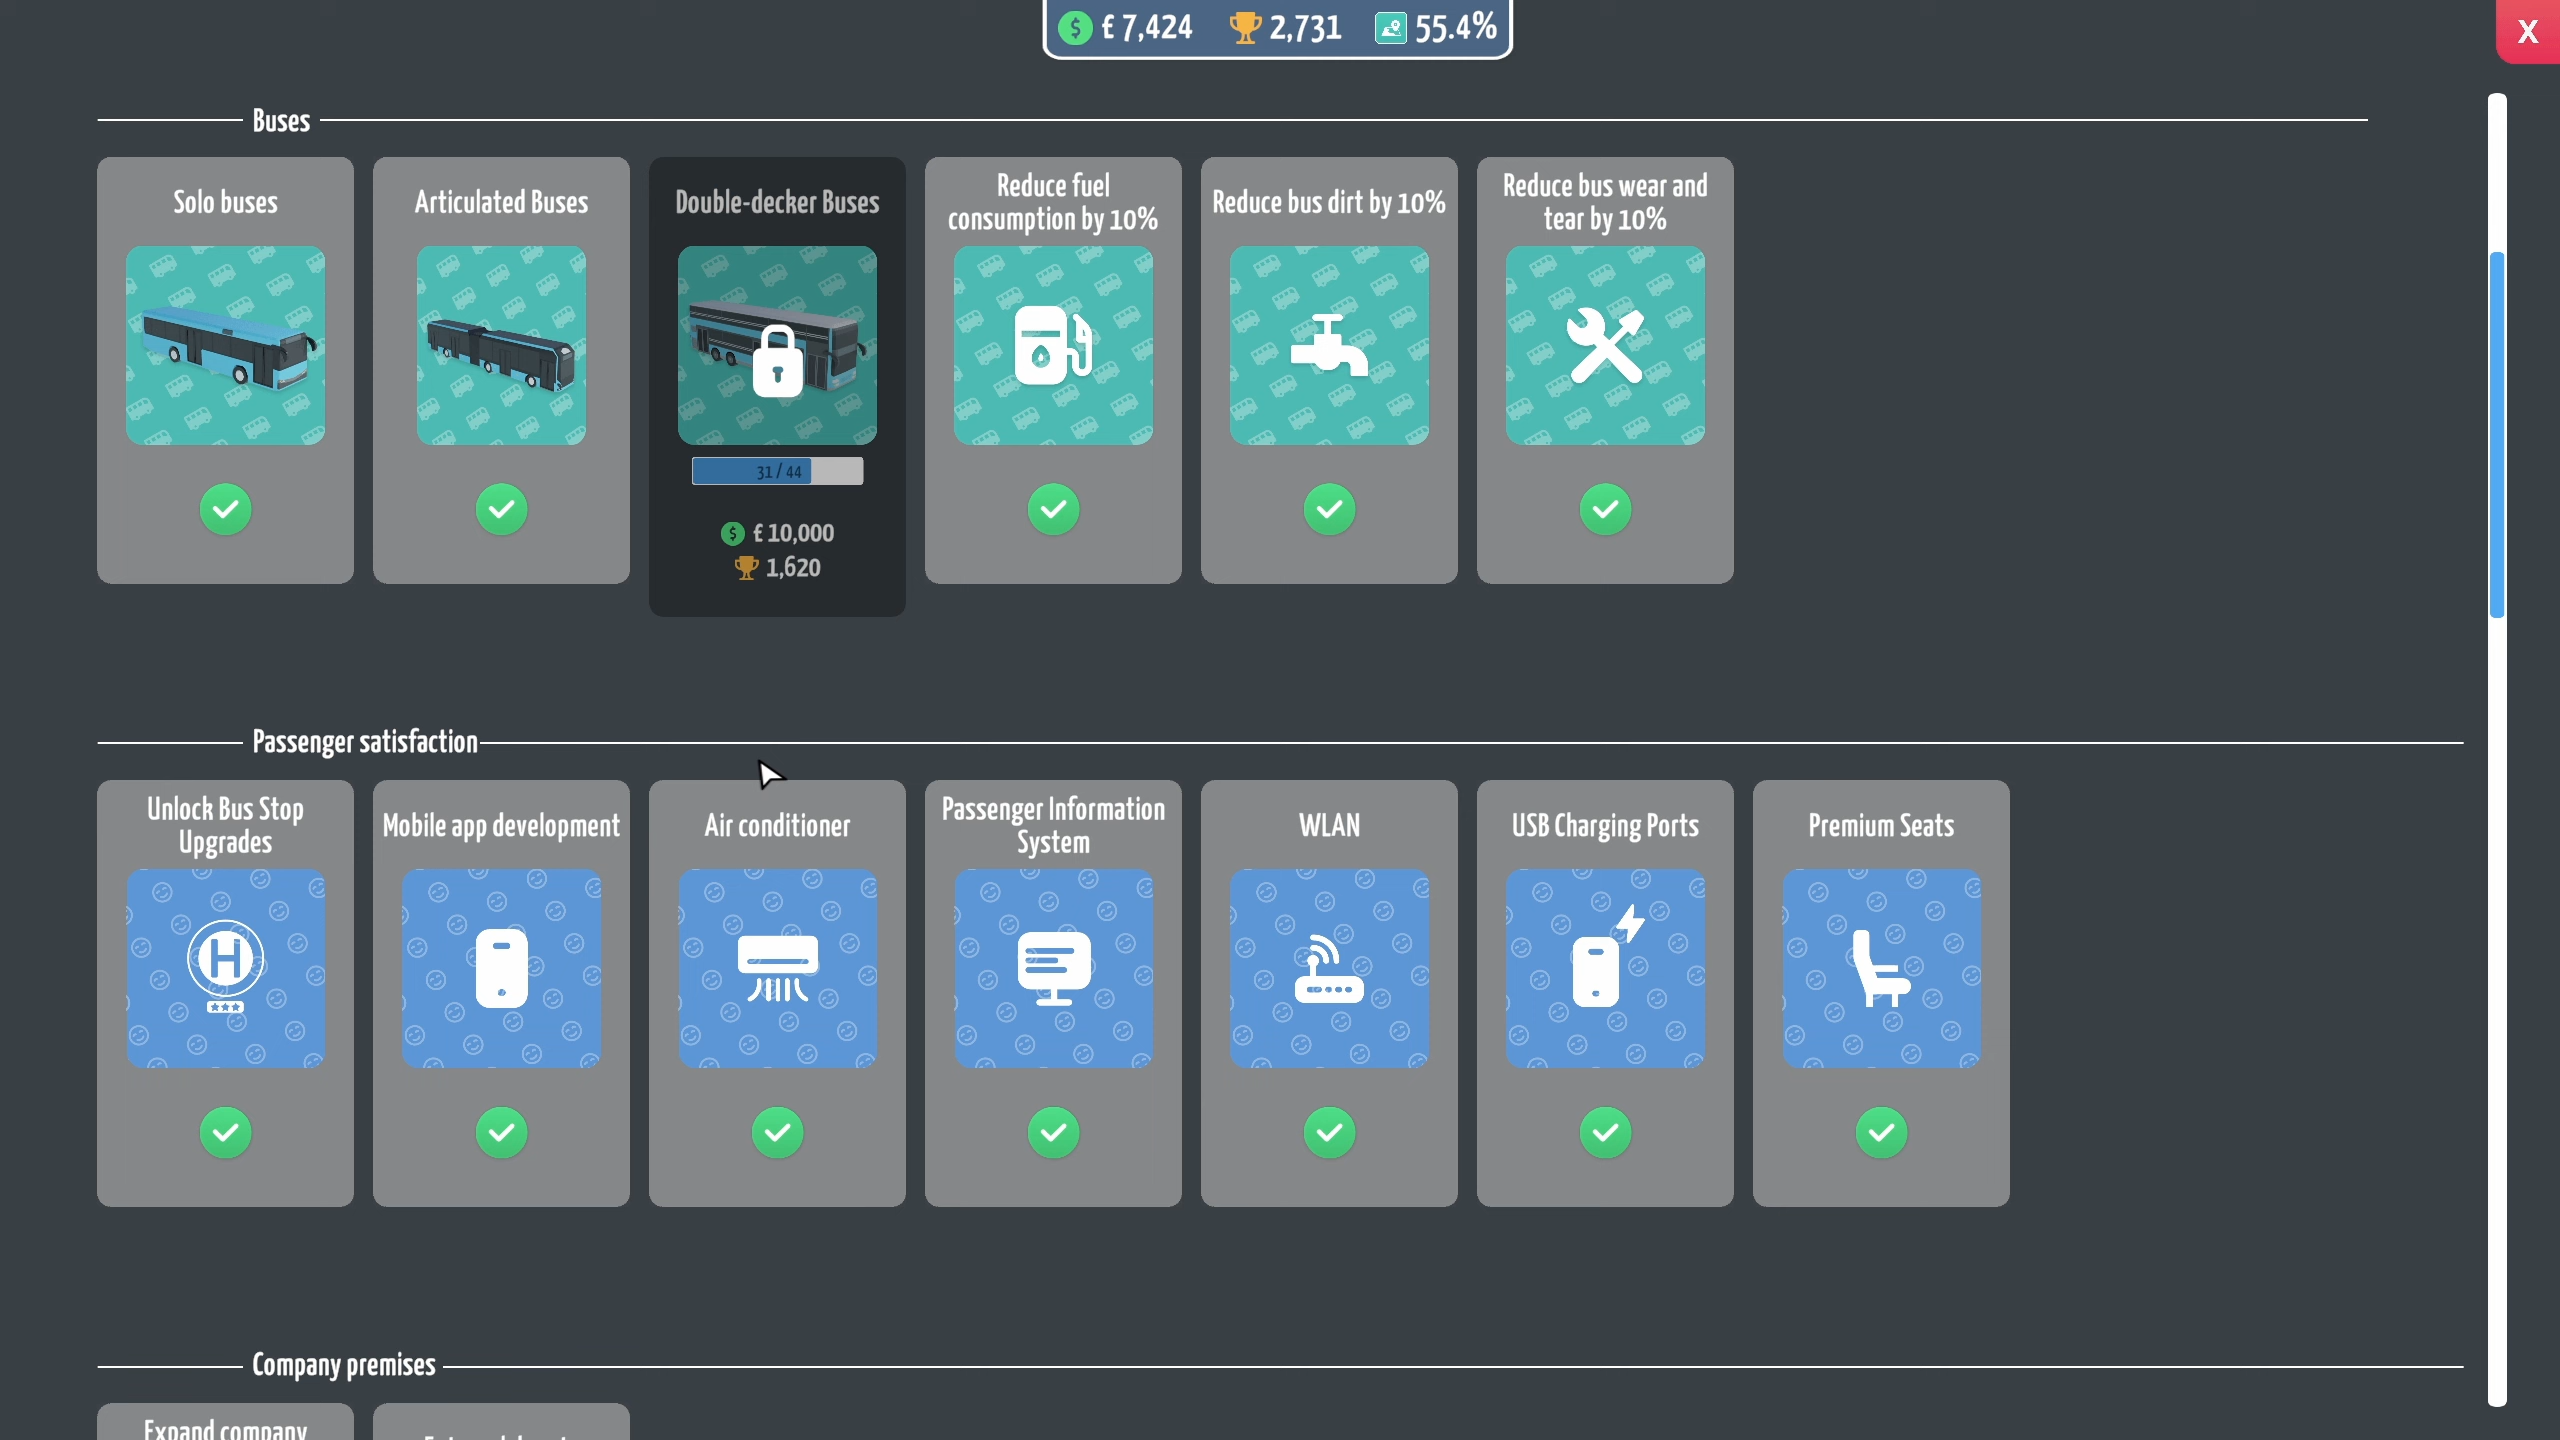 £ 7,424 2,731 55.4%
X
Buses
Solo buses
Articulated Buses
Double-decker Buses
31 / 44
£ 10,000
1,620
Reduce fuel
consumption by 10%
Reduce bus dirt by 10%
Reduce bus wear and
tear by 10%
Passenger satisfaction
Unlock Bus Stop
Upgrades
H
Mobile app development
Air conditioner
Passenger Information
System
WLAN
USB Charging Ports
Premium Seats
Company premises
Expand company